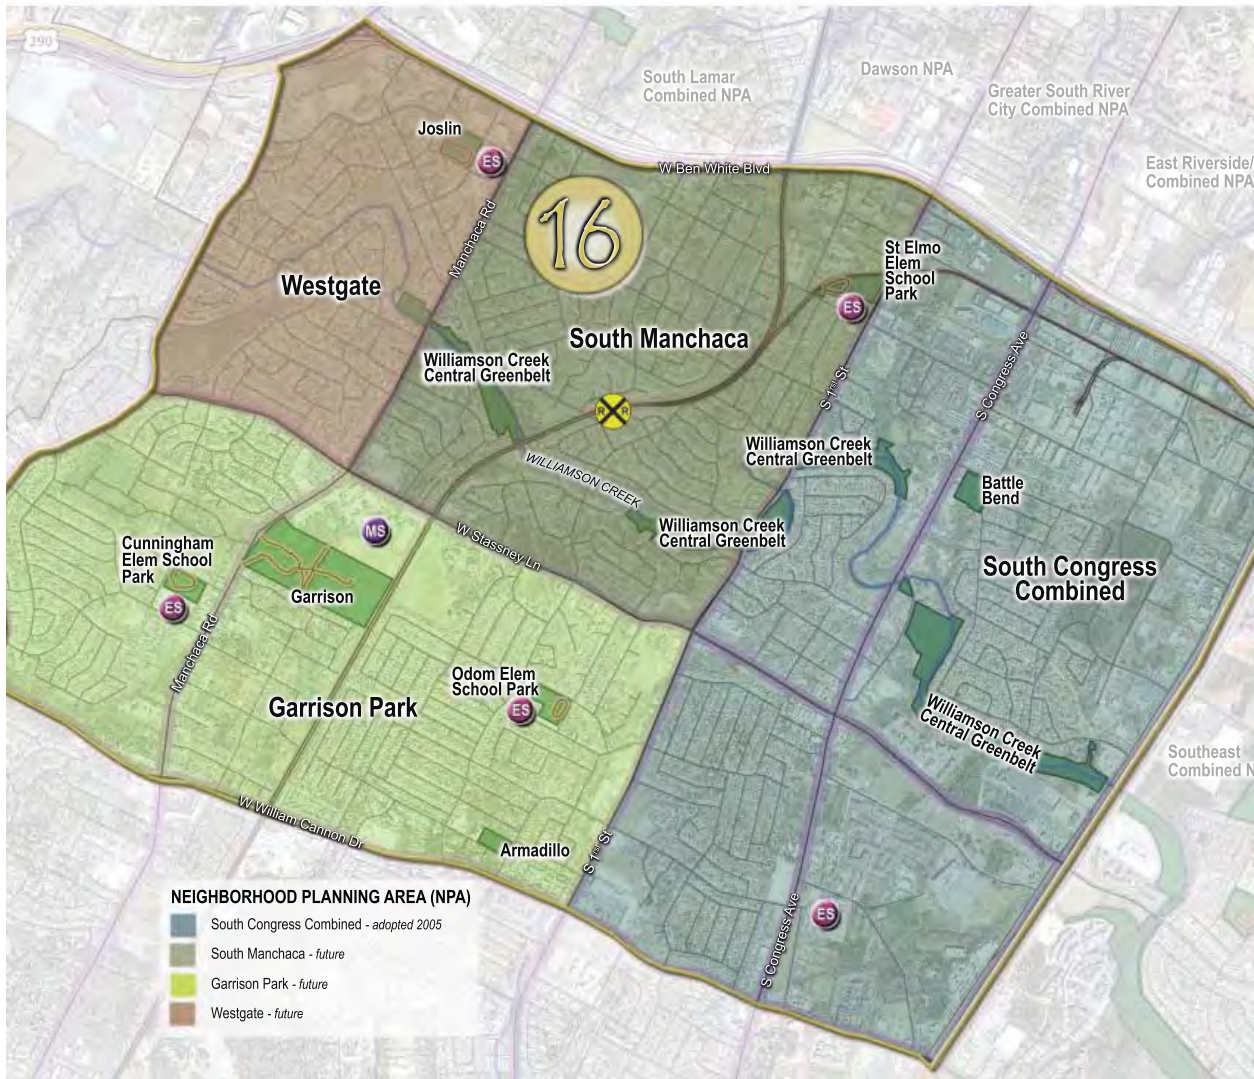 290
South Lamar
Combined NPA
Dawson NPA
Greater South River
City Combined NPA
East Riverside/
Combined NPA
Joslin
ES
W Ben White Blvd
Manchaca Rd
16
St Elmo
Elem
School
Park
ES
Westgate
South Manchaca
Williamson Creek
Central Greenbelt
S 1st St
S Congress Ave
R R
Williamson Creek
Central Greenbelt
WILLIAMSON CREEK
Battle
Bend
Williamson Creek
Central Greenbelt
W Stassney Ln
MS
Cunningham
Elem School
Park
ES
Garrison
South Congress
Combined
Manchaca Rd
Odom Elem
School Park
ES
Garrison Park
Williamson Creek
Central Greenbelt
Southeast
Combined N
W William Cannon Dr
Armadillo
S 1st St
ES
S Congress Ave
NEIGHBORHOOD PLANNING AREA (NPA)
South Congress Combined - adopted 2005
South Manchaca - future
Garrison Park - future
Westgate - future